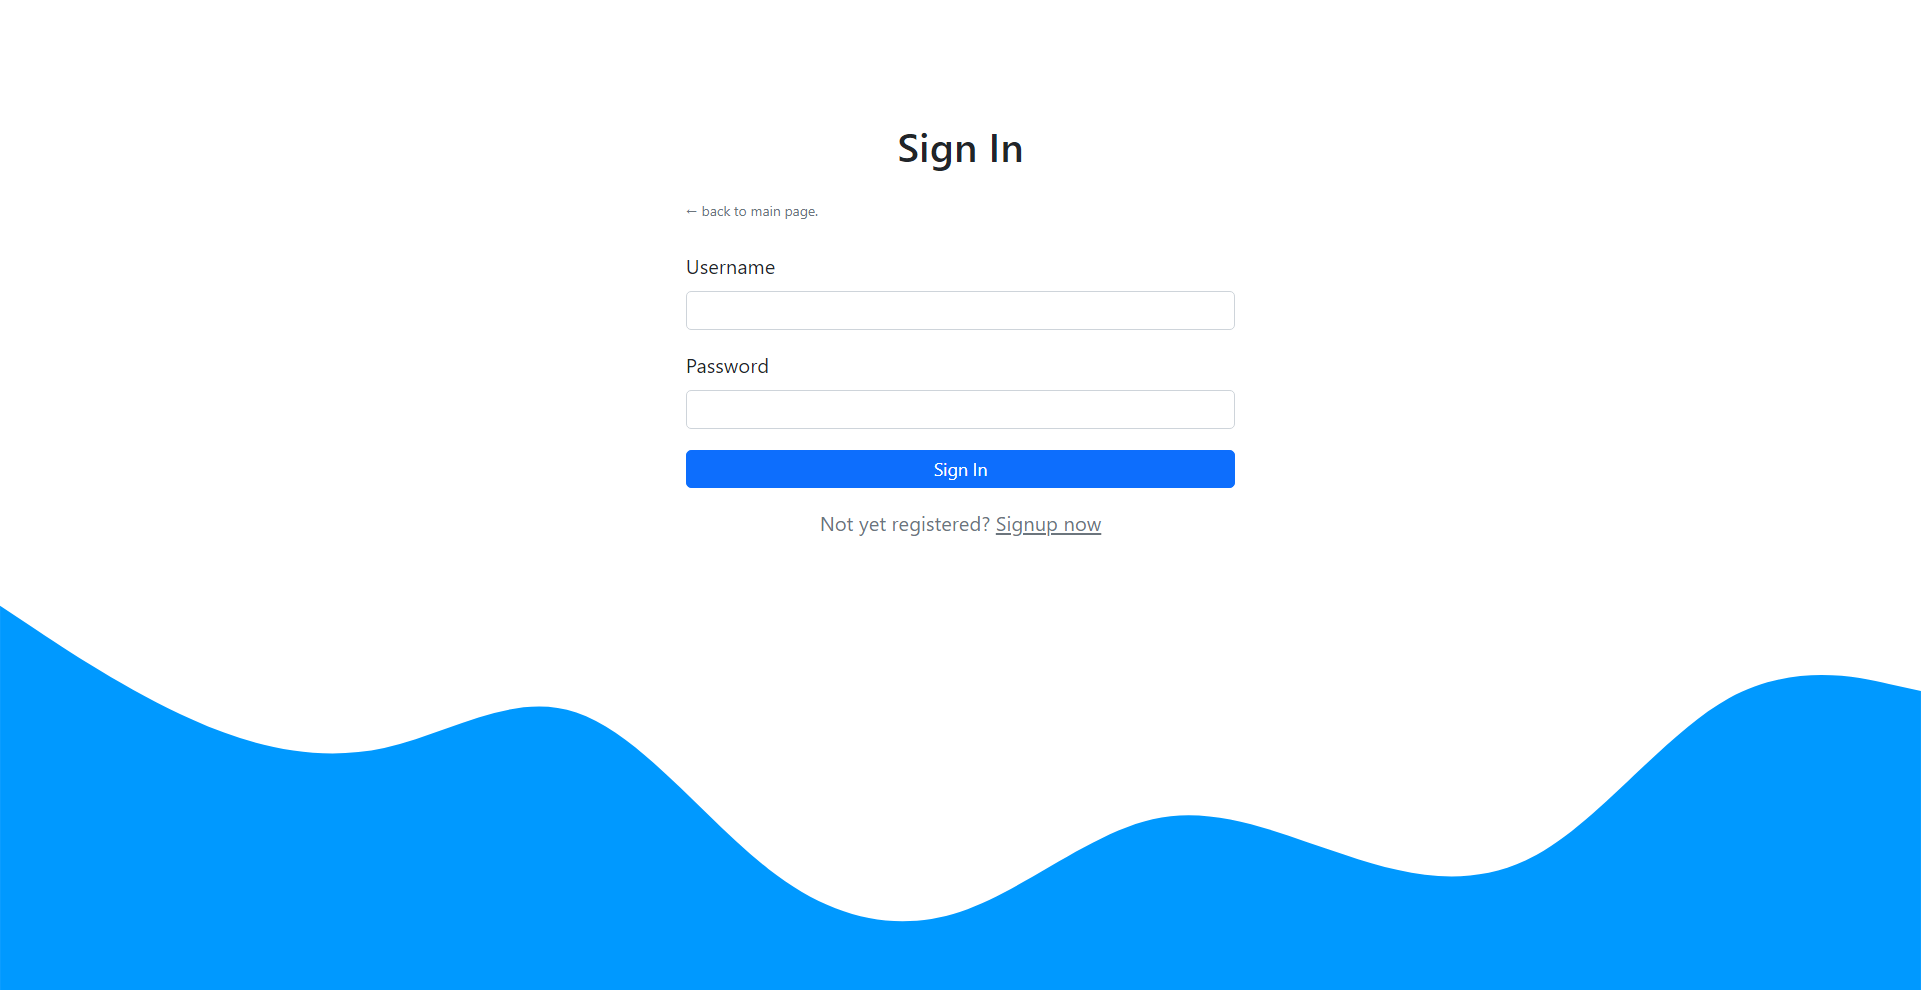 Sign In
← back to main page.
Username
Password
Sign In
Not yet registered? Signup now